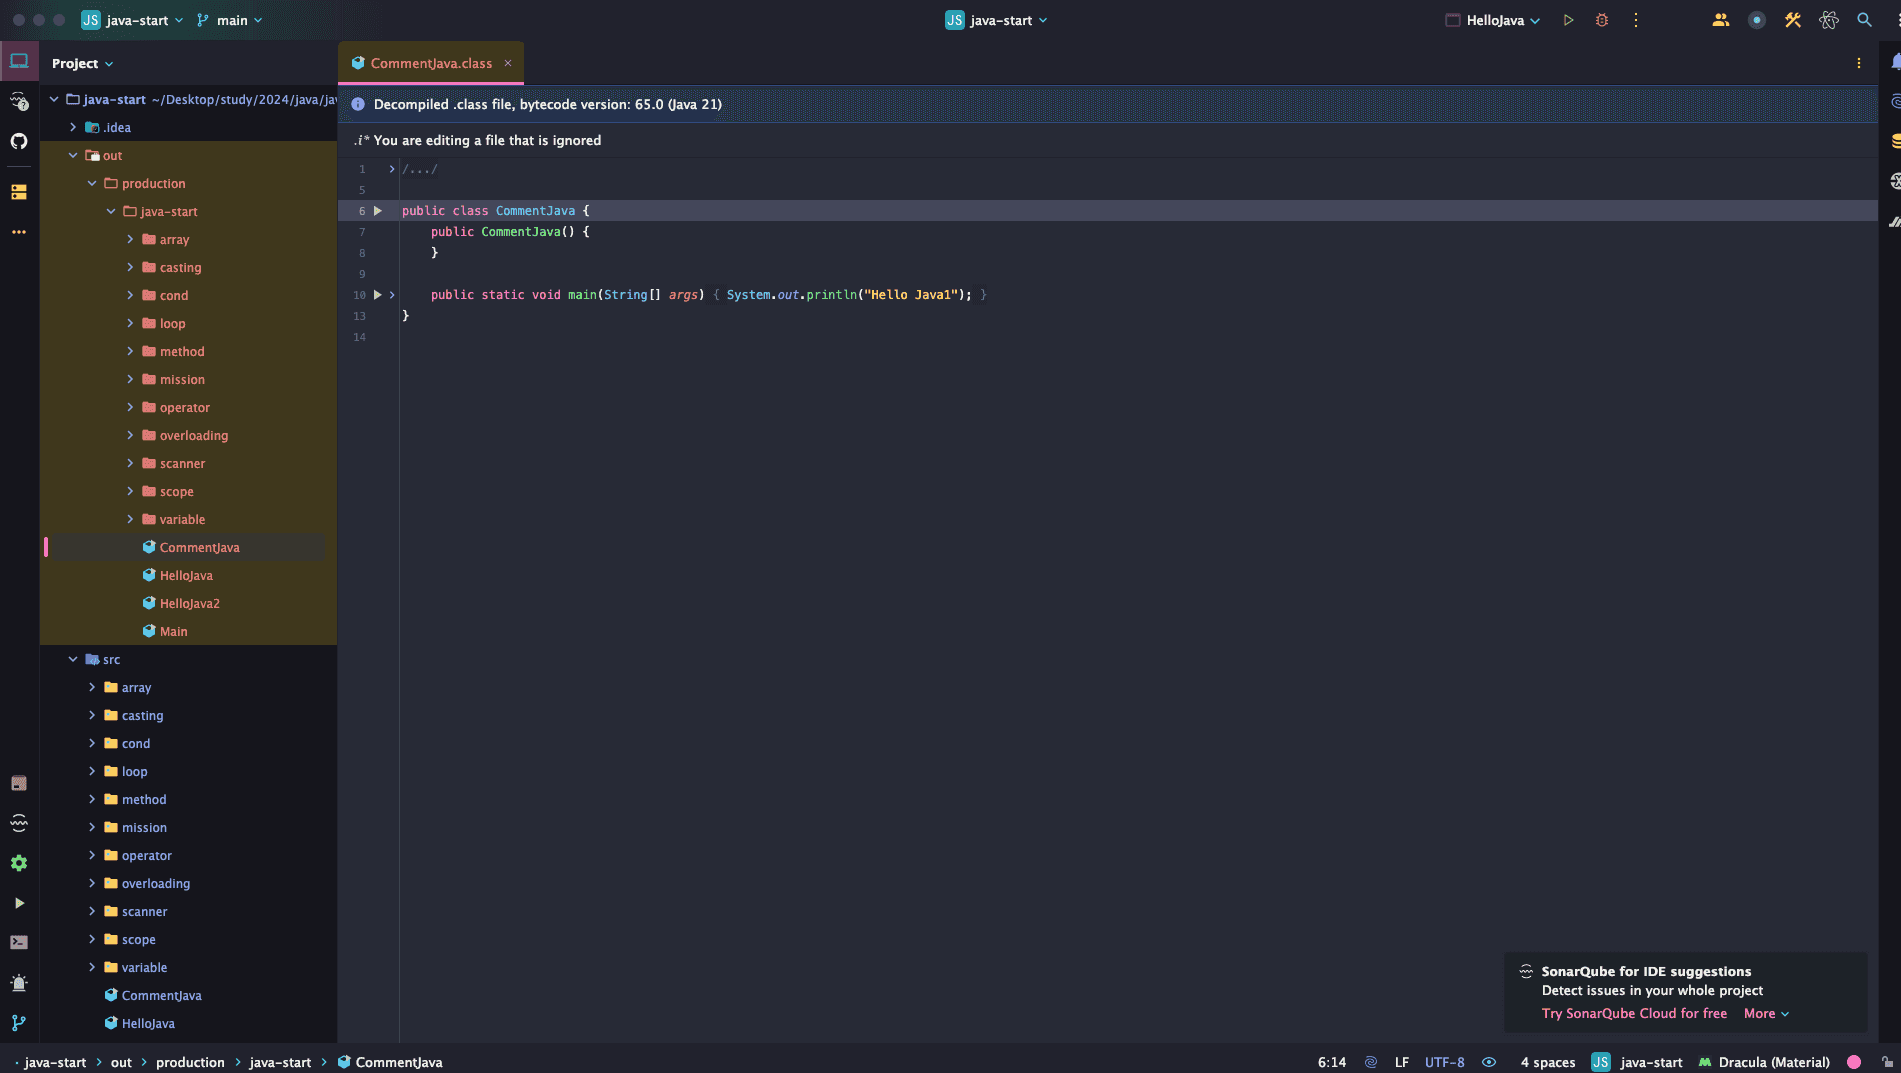 JS java-start main
JS java-start
HelloJava
Project
CommentJava.class
java-start ~/Desktop/study/2024/java/
.idea
out
production
java-start
array
casting
cond
loop
method
mission
operator
overloading
scanner
scope
variable
CommentJava
HelloJava
HelloJava2
Main
src
array
casting
cond
loop
method
mission
operator
overloading
scanner
scope
variable
CommentJava
HelloJava
Decompiled .class file, bytecode version: 65.0 (Java 21)
.i* You are editing a file that is ignored
1 /.../
5
6 public class CommentJava {
7 public CommentJava() {
8 }
9
10 public static void main(String[] args) { System.out.println("Hello Java1"); }
13 }
14
SonarQube for IDE suggestions
Detect issues in your whole project
Try SonarQube Cloud for free More
java-start > out > production > java-start > CommentJava
6:14 LF UTF-8 4 spaces JS java-start Dracula (Material)